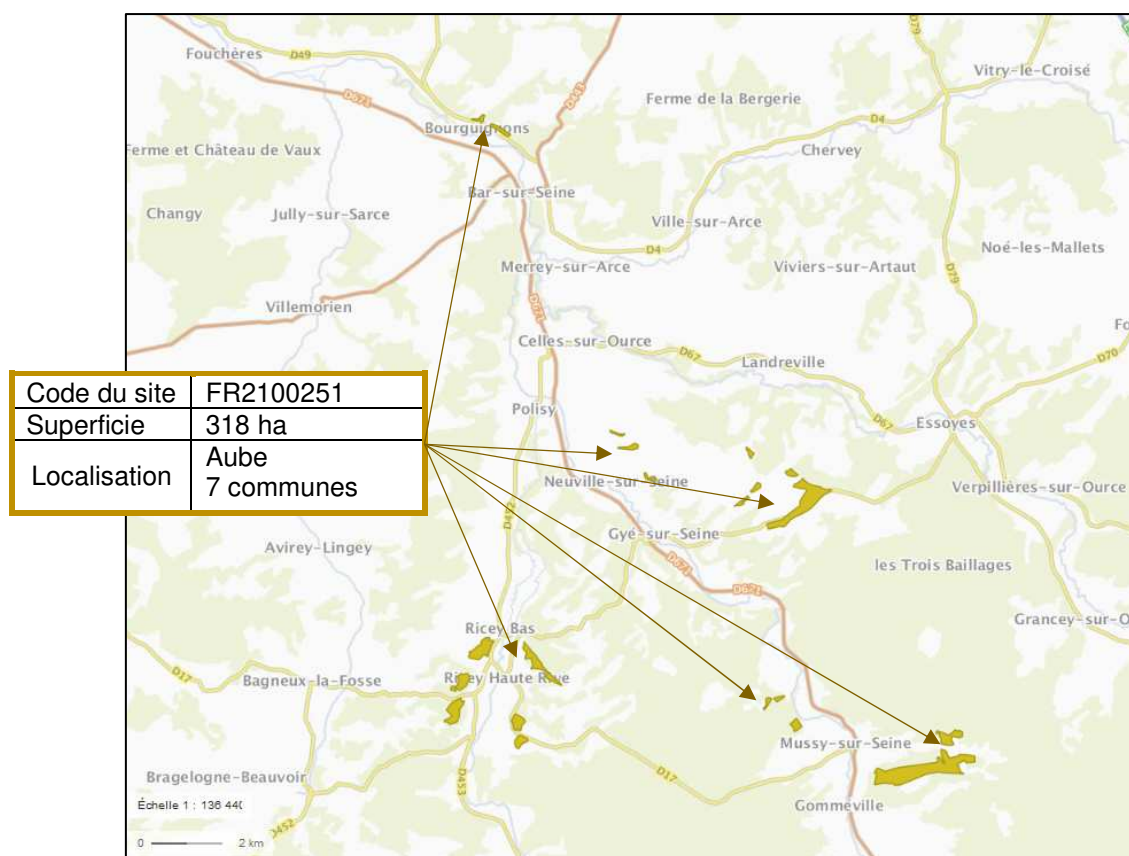 Fouchères
D49
D79
Vitry-le-Croisé
D671
D443
Ferme de la Bergerie
Bourguignons
D4
Ferme et Château de Vaux
Chervey
Bar-sur-Seine
Changy
Jully-sur-Sarce
Ville-sur-Arce
D4
Noé-les-Mallets
Merrey-sur-Arce
Viviers-sur-Artaut
D79
Villemorien
D671
Fo
Celles-sur-Ource
D67
Landreville
D70
Code du site FR2100251
Superficie 318 ha
Localisation Aube
7 communes
Polisy
D67
Essoyes
Neuville-sur-Seine
Verpillières-sur-Ource
D452
Gyé-sur-Seine
Avirey-Lingey
D671
les Trois Baillages
D671
Grancey-sur-O
Ricey Bas
D17
Bagneux-la-Fosse
Ricey Haute Rive
Mussy-sur-Seine
Bragelogne-Beauvoir
D453
D17
Échelle 1 : 136 440
Gomméville
D452
0 2 km